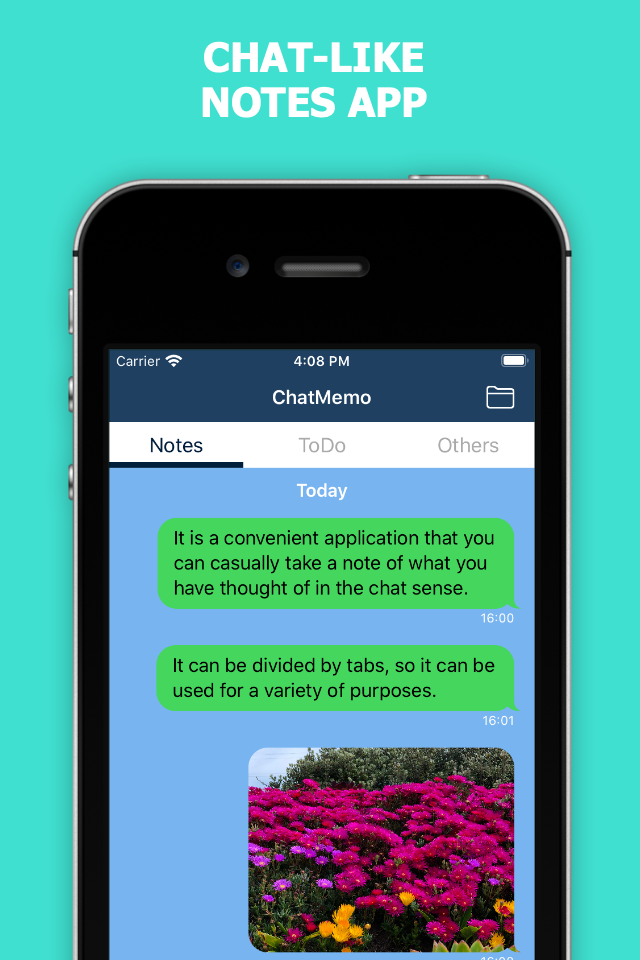 CHAT-LIKE
NOTES APP
Carrier 4:08 PM
ChatMemo
Notes ToDo Others
Today
It is a convenient application that you
can casually take a note of what you
have thought of in the chat sense.
16:00
It can be divided by tabs, so it can be
used for a variety of purposes.
16:01